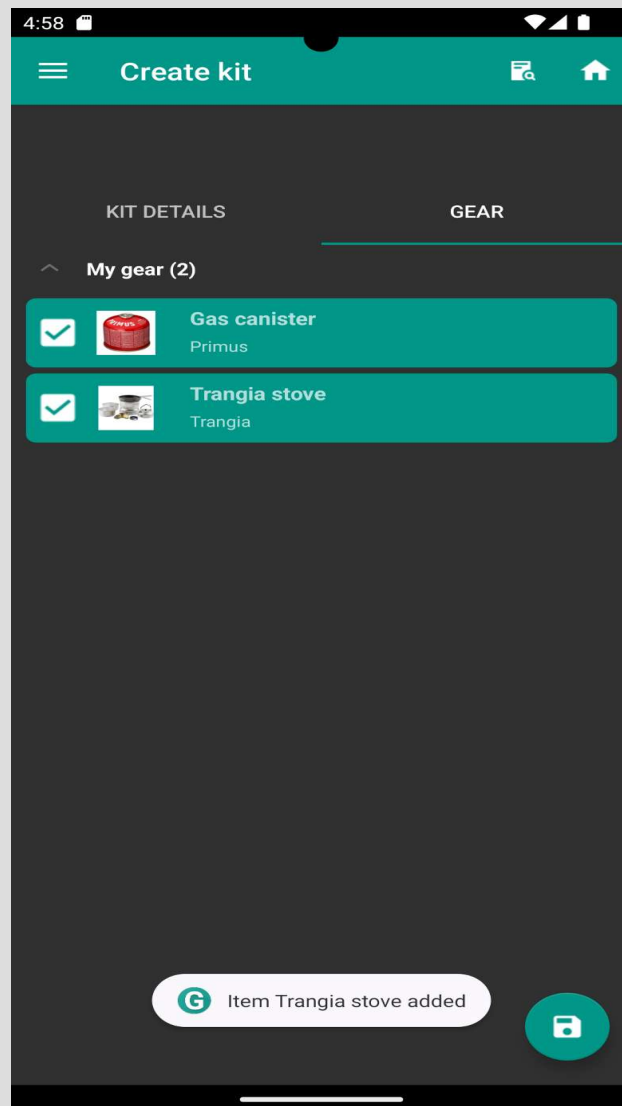 4:58
Create kit
KIT DETAILS
GEAR
My gear (2)
PRIMUS
Gas canister
Primus
Trangia stove
Trangia
G Item Trangia stove added